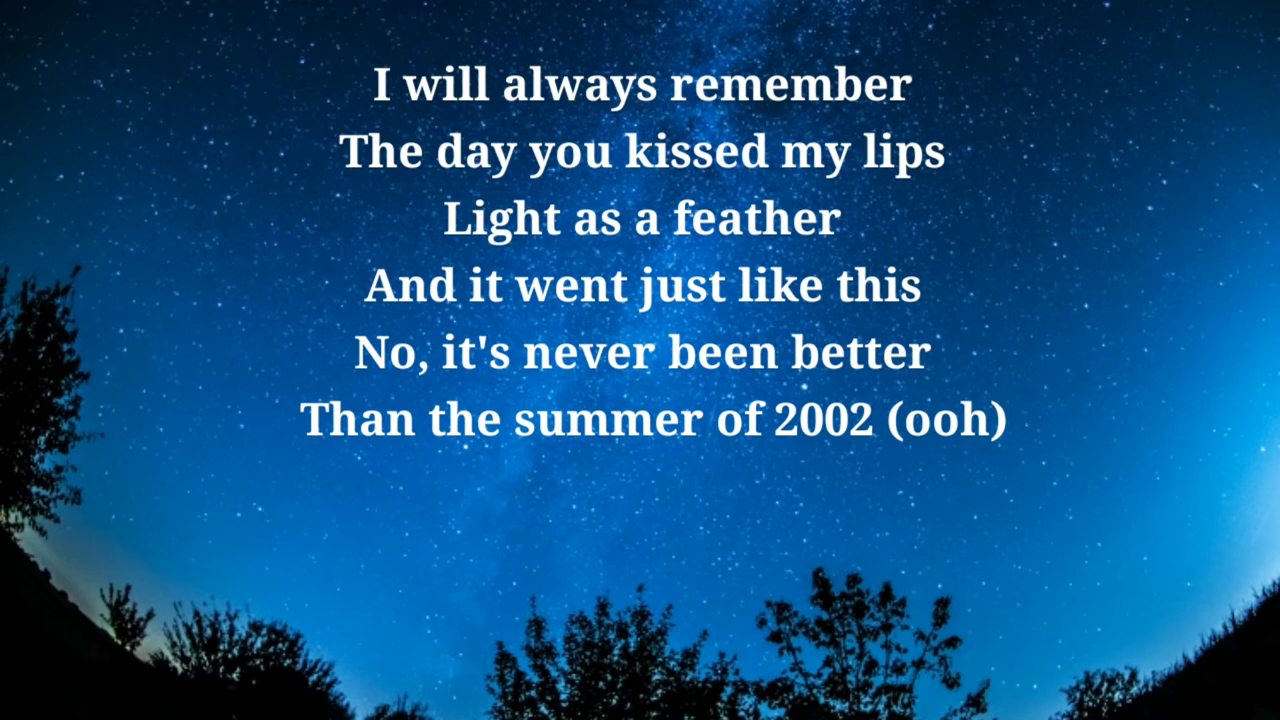 I will always remember
The day you kissed my lips
Light as a feather
And it went just like this
No, it's never been better
Than the summer of 2002 (ooh)